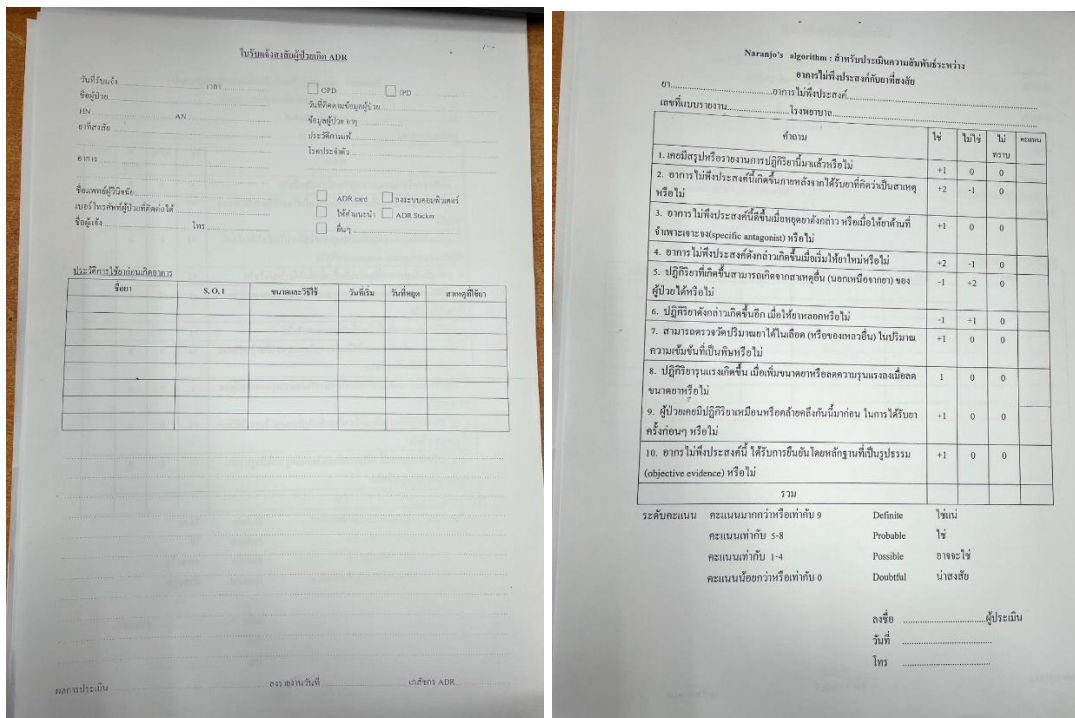 ใบรับแจ้งสงสัยผู้ป่วยเกิด ADR
วันที่รับแจ้ง เวลา
OPD IPD
ชื่อผู้ป่วย
วันที่ติดตามข้อมูลผู้ป่วย
HN AN
ข้อมูลผู้ป่วย อายุ
ยาที่สงสัย
ประวัติการแพ้
โรคประจำตัว
อาการ
ชื่อแพทย์ผู้วินิจฉัย
ADR card ลงระบบคอมพิวเตอร์
เบอร์โทรศัพท์ผู้ป่วยที่ติดต่อได้
ให้คำแนะนำ ADR Sticker
ชื่อผู้แจ้ง โทร
อื่นๆ
ประวัติการใช้ยาก่อนเกิดอาการ
ชื่อยา S, O, I ขนาดและวิธีใช้ วันที่เริ่ม วันที่หยุด สาเหตุที่ใช้ยา
ผลการประเมิน ลงรายงานวันที่ เภสัชกร ADR
Naranjo's algorithm : สำหรับประเมินความสัมพันธ์ระหว่าง
อาการไม่พึงประสงค์กับยาที่สงสัย
ยา อาการไม่พึงประสงค์
เลขที่แบบรายงาน โรงพยาบาล
คำถาม ใช่ ไม่ใช่ ไม่ทราบ คะแนน
1. เคยมีสรุปหรือรายงานการปฏิกิริยานี้มาแล้วหรือไม่ +1 0 0
2. อาการไม่พึงประสงค์นี้เกิดขึ้นภายหลังจากได้รับยาที่คิดว่าเป็นสาเหตุ +2 -1 0
หรือไม่
3. อาการไม่พึงประสงค์นี้ดีขึ้นเมื่อหยุดยาดังกล่าว หรือเมื่อให้ยาต้านที่ +1 0 0
จำเพาะเจาะจง(specific antagonist) หรือไม่
4. อาการไม่พึงประสงค์ดังกล่าวเกิดขึ้นเมื่อเริ่มให้ยาใหม่หรือไม่ +2 -1 0
5. ปฏิกิริยาที่เกิดขึ้นสามารถเกิดจากสาเหตุอื่น (นอกเหนือจากยา) ของ -1 +2 0
ผู้ป่วยได้หรือไม่
6. ปฏิกิริยาดังกล่าวเกิดขึ้นอีก เมื่อให้ยาหลอกหรือไม่ -1 +1 0
7. สามารถตรวจวัดปริมาณยาได้ในเลือด (หรือของเหลวอื่น) ในปริมาณ +1 0 0
ความเข้มข้นที่เป็นพิษหรือไม่
8. ปฏิกิริยารุนแรงเกิดขึ้น เมื่อเพิ่มขนาดยาหรือลดความรุนแรงลงเมื่อลด 1 0 0
ขนาดยาหรือไม่
9. ผู้ป่วยเคยมีปฏิกิริยาเหมือนหรือคล้ายคลึงกันนี้มาก่อน ในการได้รับยา +1 0 0
ครั้งก่อนๆ หรือไม่
10. อากรไม่พึงประสงค์นี้ ได้รับการยืนยันโดยหลักฐานที่เป็นรูปธรรม +1 0 0
(objective evidence) หรือไม่
รวม
ระดับคะแนน คะแนนมากกว่าหรือเท่ากับ 9 Definite ใช่แน่
คะแนนเท่ากับ 5-8 Probable ใช่
คะแนนเท่ากับ 1-4 Possible อาจจะใช่
คะแนนน้อยกว่าหรือเท่ากับ 0 Doubtful น่าสงสัย
ลงชื่อ ผู้ประเมิน
วันที่
โทร